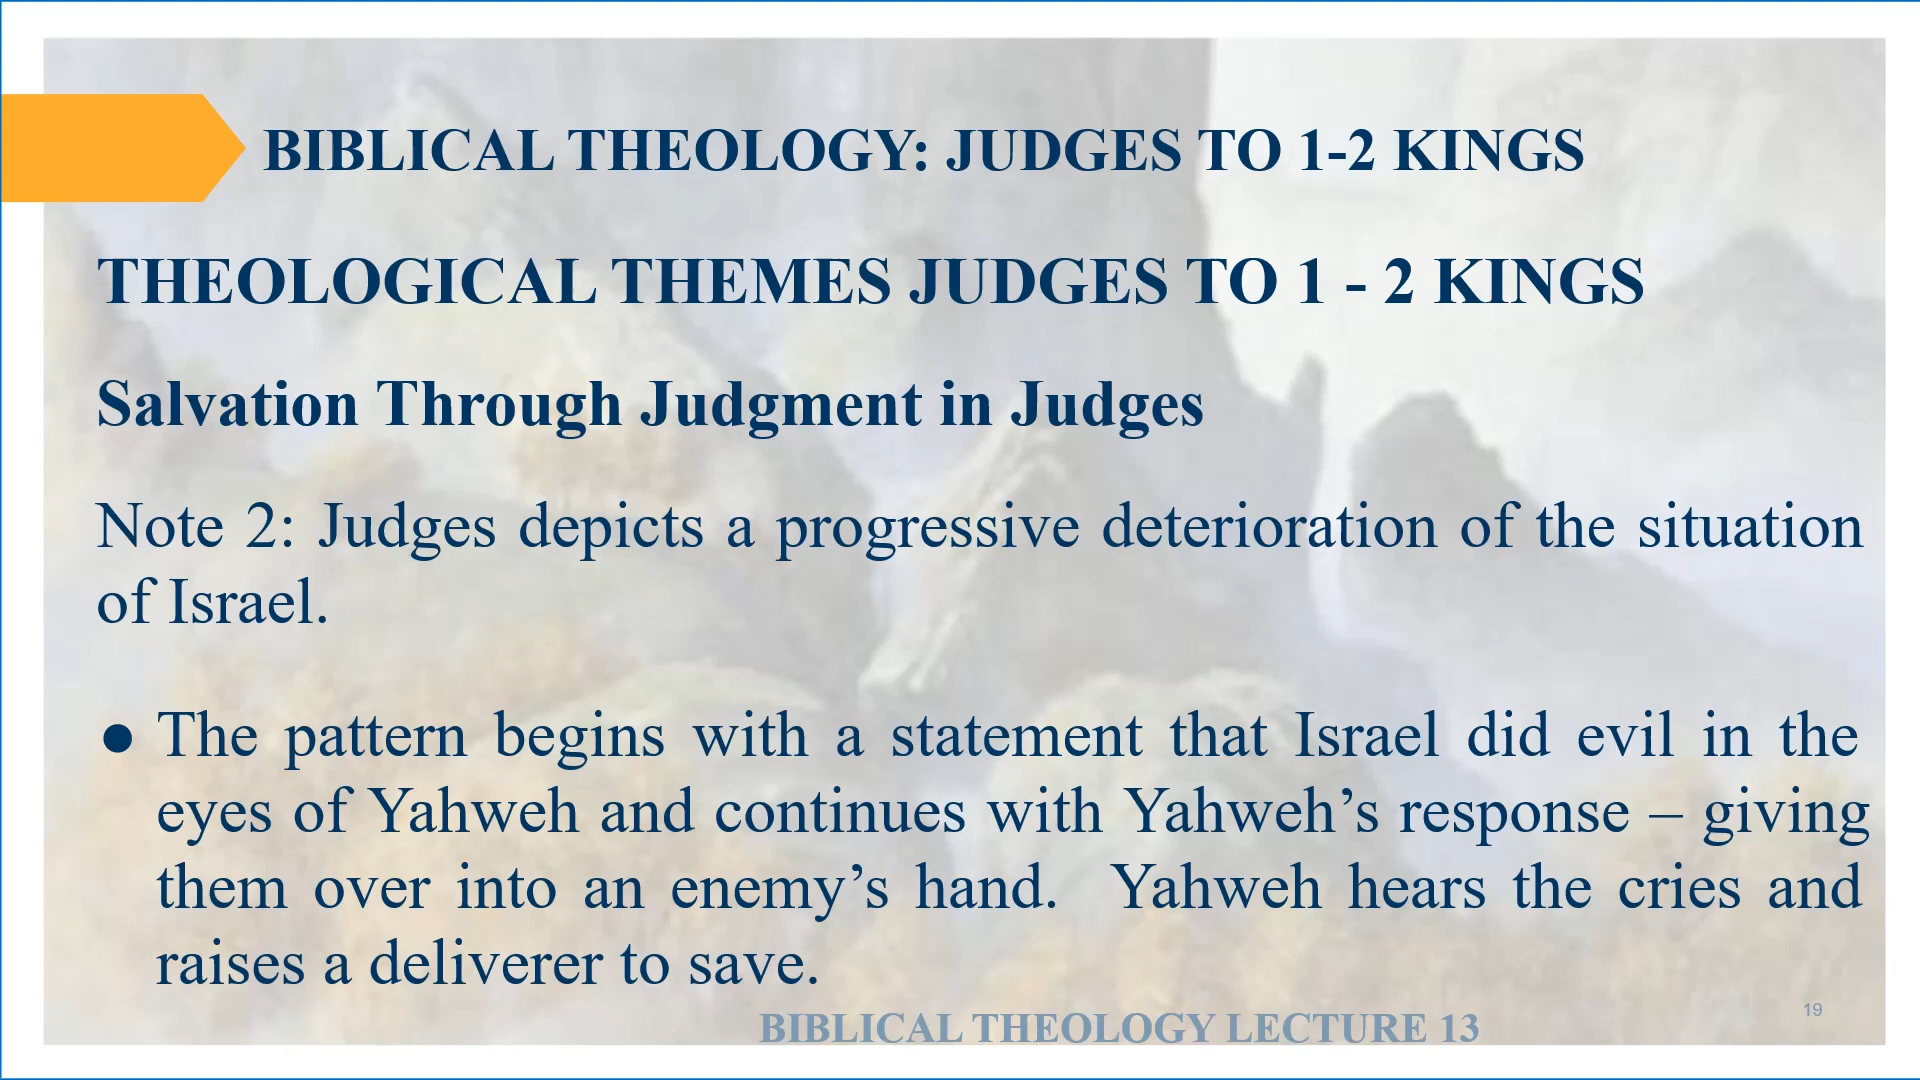 BIBLICAL THEOLOGY: JUDGES TO 1-2 KINGS
THEOLOGICAL THEMES JUDGES TO 1 - 2 KINGS
Salvation Through Judgment in Judges
Note 2: Judges depicts a progressive deterioration of the situation
of Israel.
● The pattern begins with a statement that Israel did evil in the
eyes of Yahweh and continues with Yahweh’s response – giving
them over into an enemy’s hand.  Yahweh hears the cries and
raises a deliverer to save.
19
BIBLICAL THEOLOGY LECTURE 13